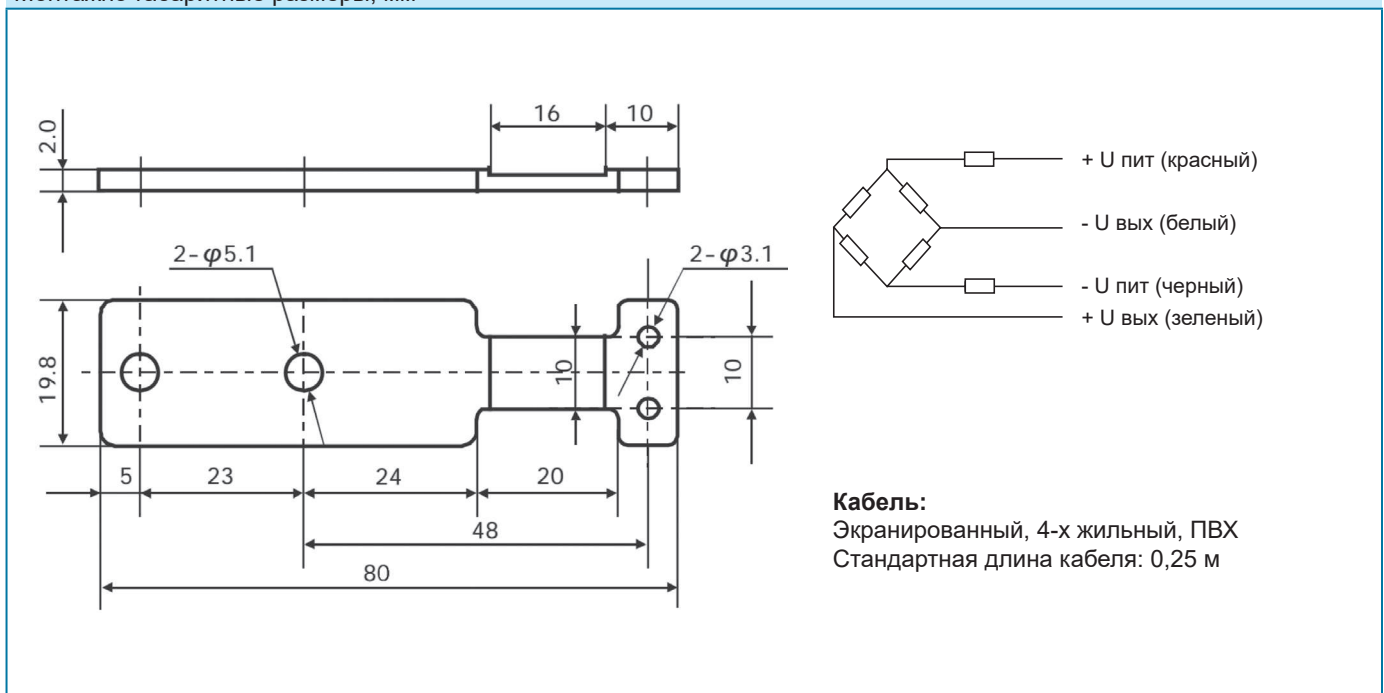 16
10
2.0
+ U пит (красный)
- U вых (белый)
- U пит (черный)
+ U вых (зеленый)
2-φ5.1
2-φ3.1
19.8
10
10
5
23
24
20
48
80
Кабель:
Экранированный, 4-х жильный, ПВХ
Стандартная длина кабеля: 0,25 м